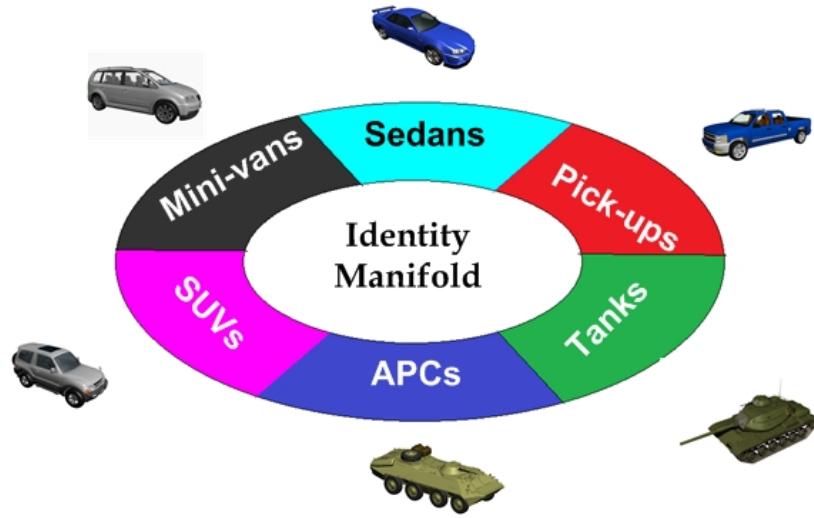 Sedans
Mini-vans
Pick-ups
Identity
Manifold
SUVs
Tanks
APCs